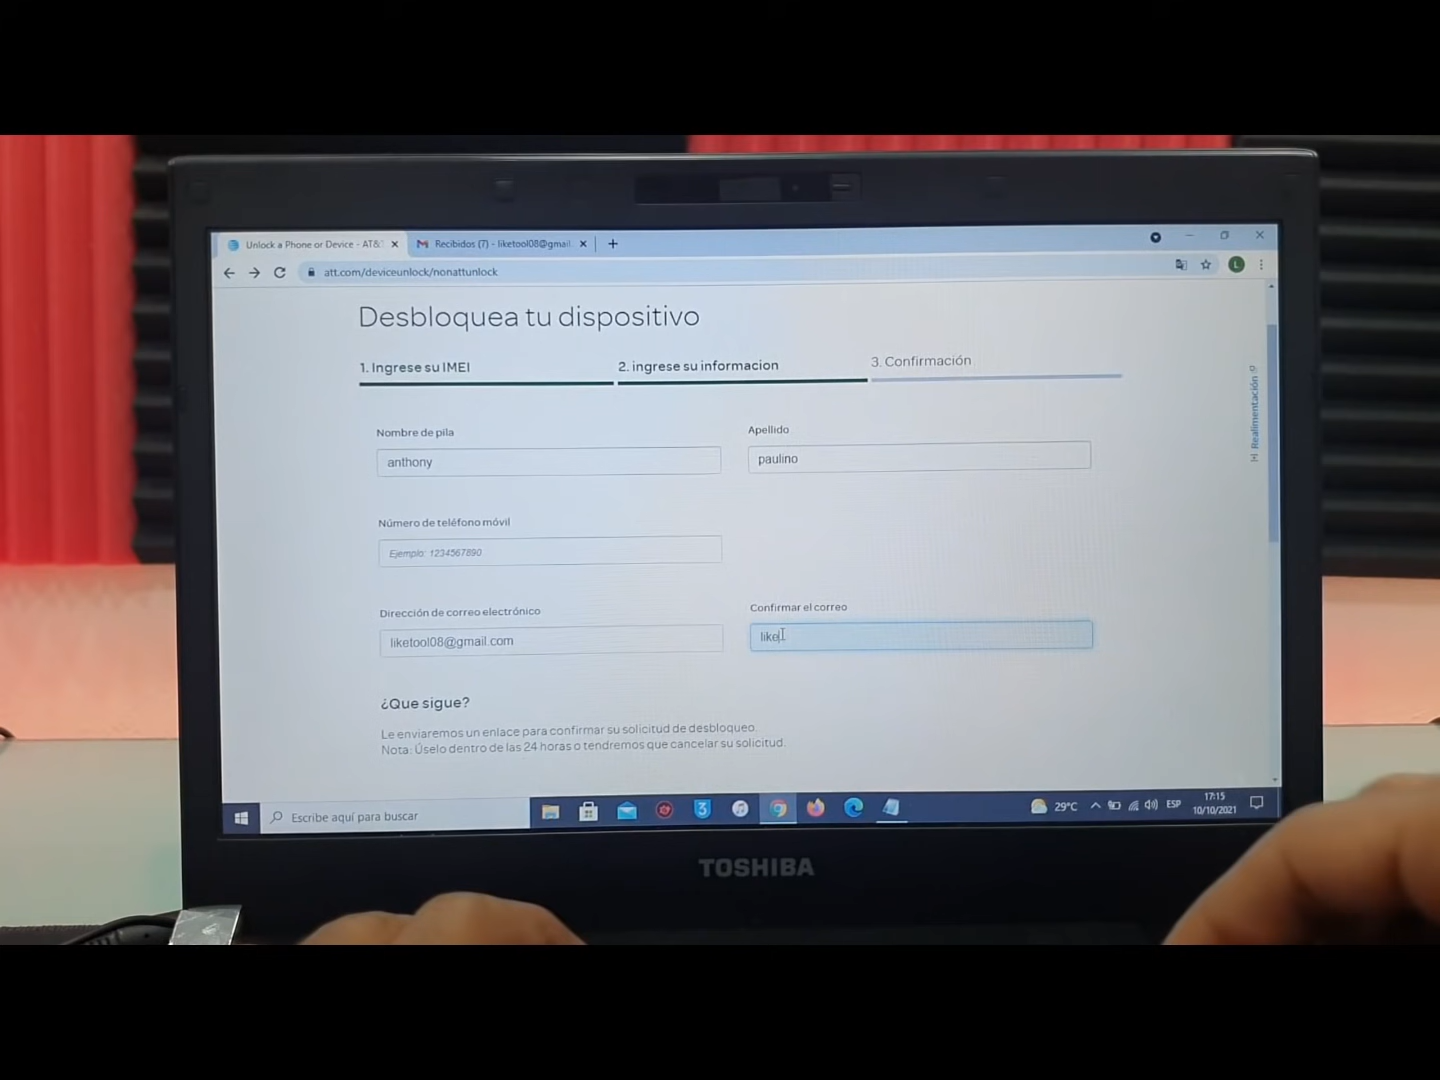 Unlock a Phone or Device - AT&T
Recibidos (7) - liketool08@gmail.
att.com/deviceunlock/nonattunlock
L
Desbloquea tu dispositivo
1. Ingrese su IMEI
2. ingrese su informacion
3. Confirmación
Realimentación
Nombre de pila
Apellido
anthony
paulino
Número de teléfono móvil
Ejemplo: 1234567890
Dirección de correo electrónico
Confirmar el correo
liketool08@gmail.com
like
¿Que sigue?
Le enviaremos un enlace para confirmar su solicitud de desbloqueo.
Nota: Úselo dentro de las 24 horas o tendremos que cancelar su solicitud.
Escribe aquí para buscar
3
29°C
ESP
17:15
10/10/2021
TOSHIBA